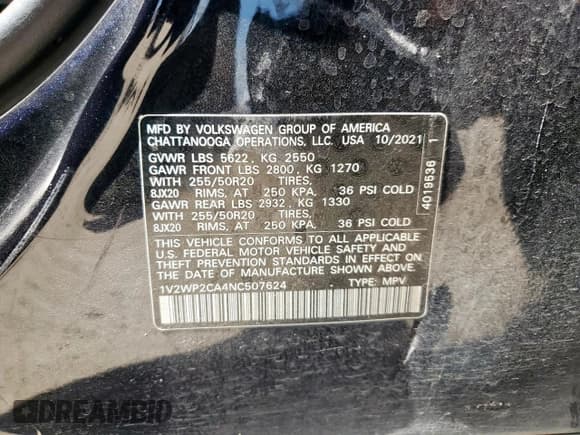 MFD BY VOLKSWAGEN GROUP OF AMERICA
CHATTANOOGA OPERATIONS, LLC. USA 10/2021
GVWR LBS 5622, KG 2550
GAWR FRONT LBS 2800, KG 1270
WITH 255/50R20 TIRES.
8JX20 RIMS, AT 250 KPA. 36 PSI COLD
GAWR REAR LBS 2932, KG 1330
WITH 255/50R20 TIRES.
8JX20 RIMS, AT 250 KPA. 36 PSI COLD
THIS VEHICLE CONFORMS TO ALL APPLICABLE
U.S. FEDERAL MOTOR VEHICLE SAFETY AND
THEFT PREVENTION STANDARDS IN EFFECT ON
THE DATE OF MANUFACTURE SHOWN ABOVE.
1V2WP2CA4NC507624 TYPE: MPV
4019536 1
DREAMBID